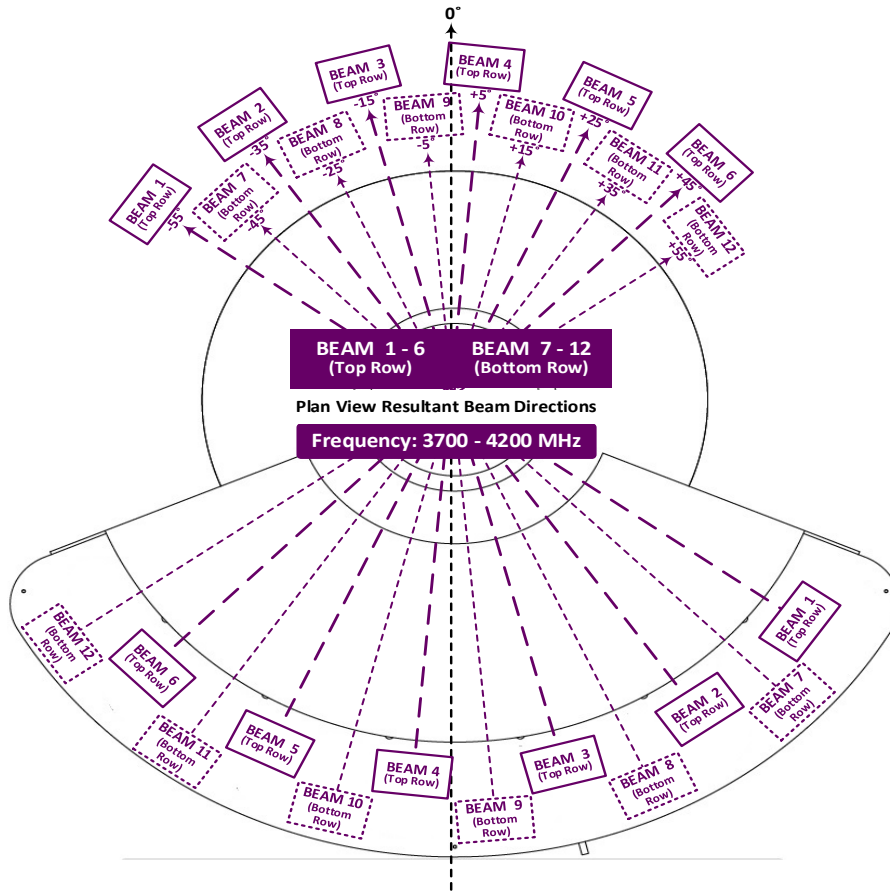 0°
BEAM 1
(Top Row)
-55°
BEAM 7
(Bottom
Row)
-45°
BEAM 2
(Top Row)
-35°
BEAM 8
(Bottom
Row)
-25°
BEAM 3
(Top Row)
-15°
BEAM 9
(Bottom
Row)
-5°
BEAM 4
(Top Row)
+5°
BEAM 10
(Bottom
Row)
+15°
BEAM 5
(Top Row)
+25°
BEAM 11
(Bottom
Row)
+35°
BEAM 6
(Top Row)
+45°
BEAM 12
(Bottom
Row)
+55°
BEAM 1 - 6
(Top Row)
BEAM 7 - 12
(Bottom Row)
Plan View Resultant Beam Directions
Frequency: 3700 - 4200 MHz
BEAM 12
(Bottom
Row)
BEAM 6
(Top Row)
BEAM 11
(Bottom
Row)
BEAM 5
(Top Row)
BEAM 10
(Bottom
Row)
BEAM 4
(Top Row)
BEAM 9
(Bottom
Row)
BEAM 3
(Top Row)
BEAM 8
(Bottom
Row)
BEAM 2
(Top Row)
BEAM 7
(Bottom
Row)
BEAM 1
(Top Row)